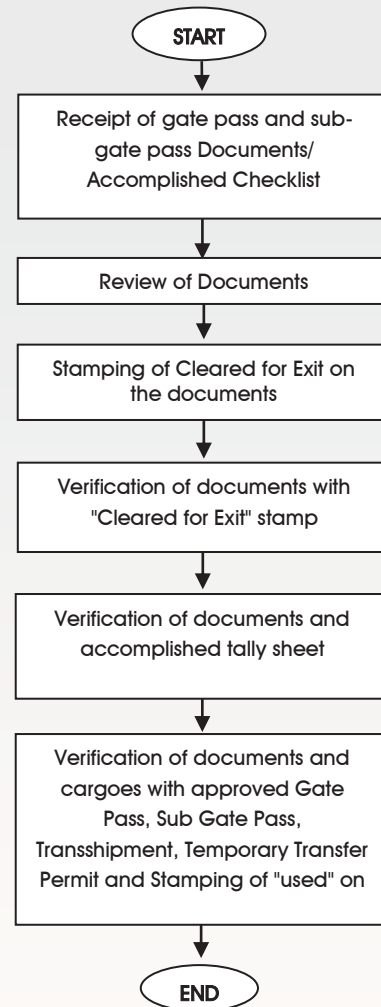 START
Receipt of gate pass and sub-
gate pass Documents/
Accomplished Checklist
Review of Documents
Stamping of Cleared for Exit on
the documents
Verification of documents with
"Cleared for Exit" stamp
Verification of documents and
accomplished tally sheet
Verification of documents and
cargoes with approved Gate
Pass, Sub Gate Pass,
Transshipment, Temporary Transfer
Permit and Stamping of "used" on
END